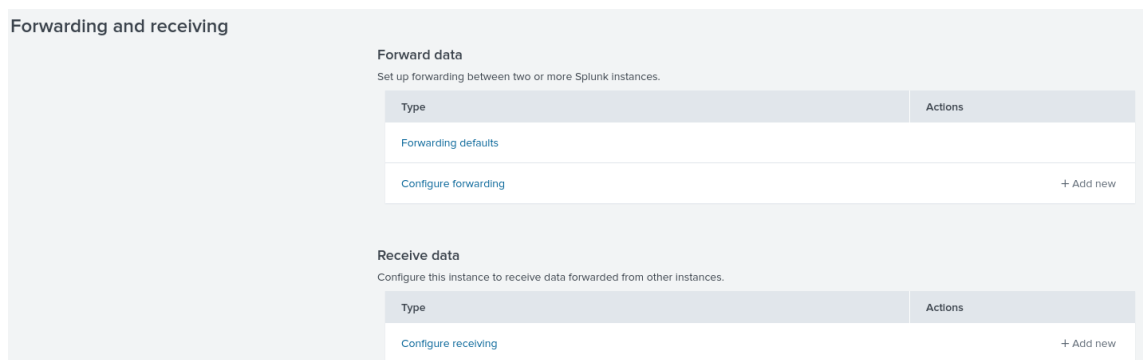 Forwarding and receiving
Forward data
Set up forwarding between two or more Splunk instances.
Type Actions
Forwarding defaults
Configure forwarding + Add new
Receive data
Configure this instance to receive data forwarded from other instances.
Type Actions
Configure receiving + Add new